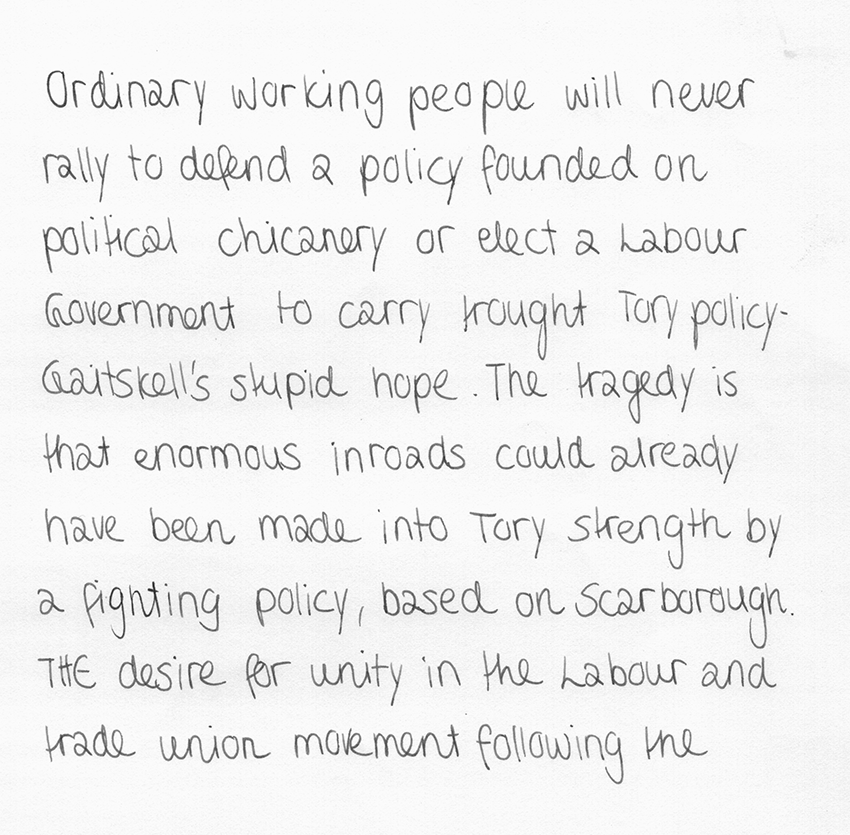 Ordinary working people will never
rally to defend a policy founded on
political chicanery or elect a Labour
Government to carry trought Tory policy-
Gaitskell's stupid hope. The tragedy is
that enormous inroads could already
have been made into Tory strength by
a fighting policy, based on Scarborough.
THE desire for unity in the Labour and
trade union movement following the